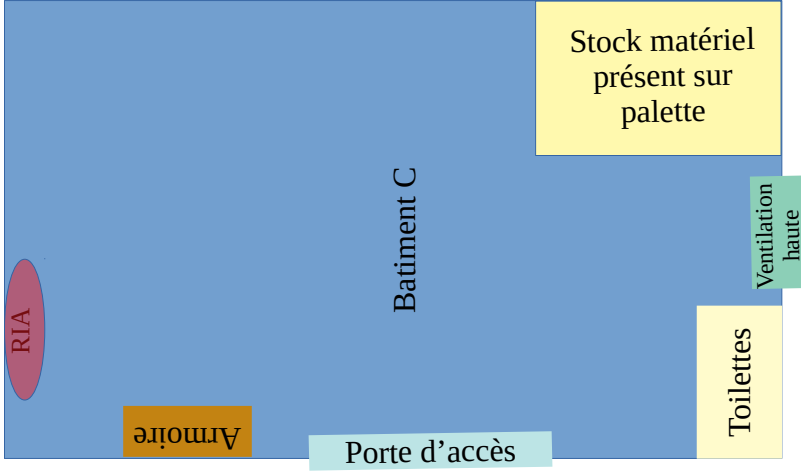 Stock matériel
présent sur
palette
Ventilation
haute
Batiment C
RIA
Toilettes
Armoire
Porte d’accès